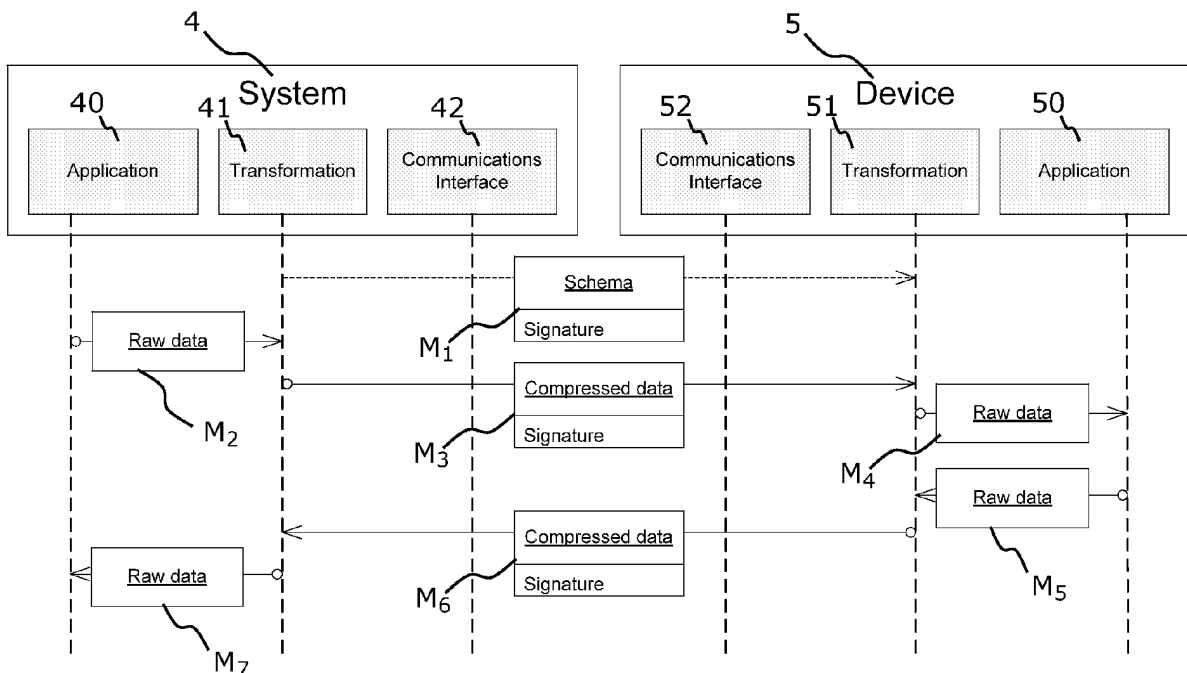 4
5
System
Device
40
41
42
52
51
50
Application
Transformation
Communications
Interface
Communications
Interface
Transformation
Application
Schema
M1
Signature
Raw data
M2
Compressed data
M3
Signature
Raw data
M4
Raw data
M5
Compressed data
M6
Signature
Raw data
M7